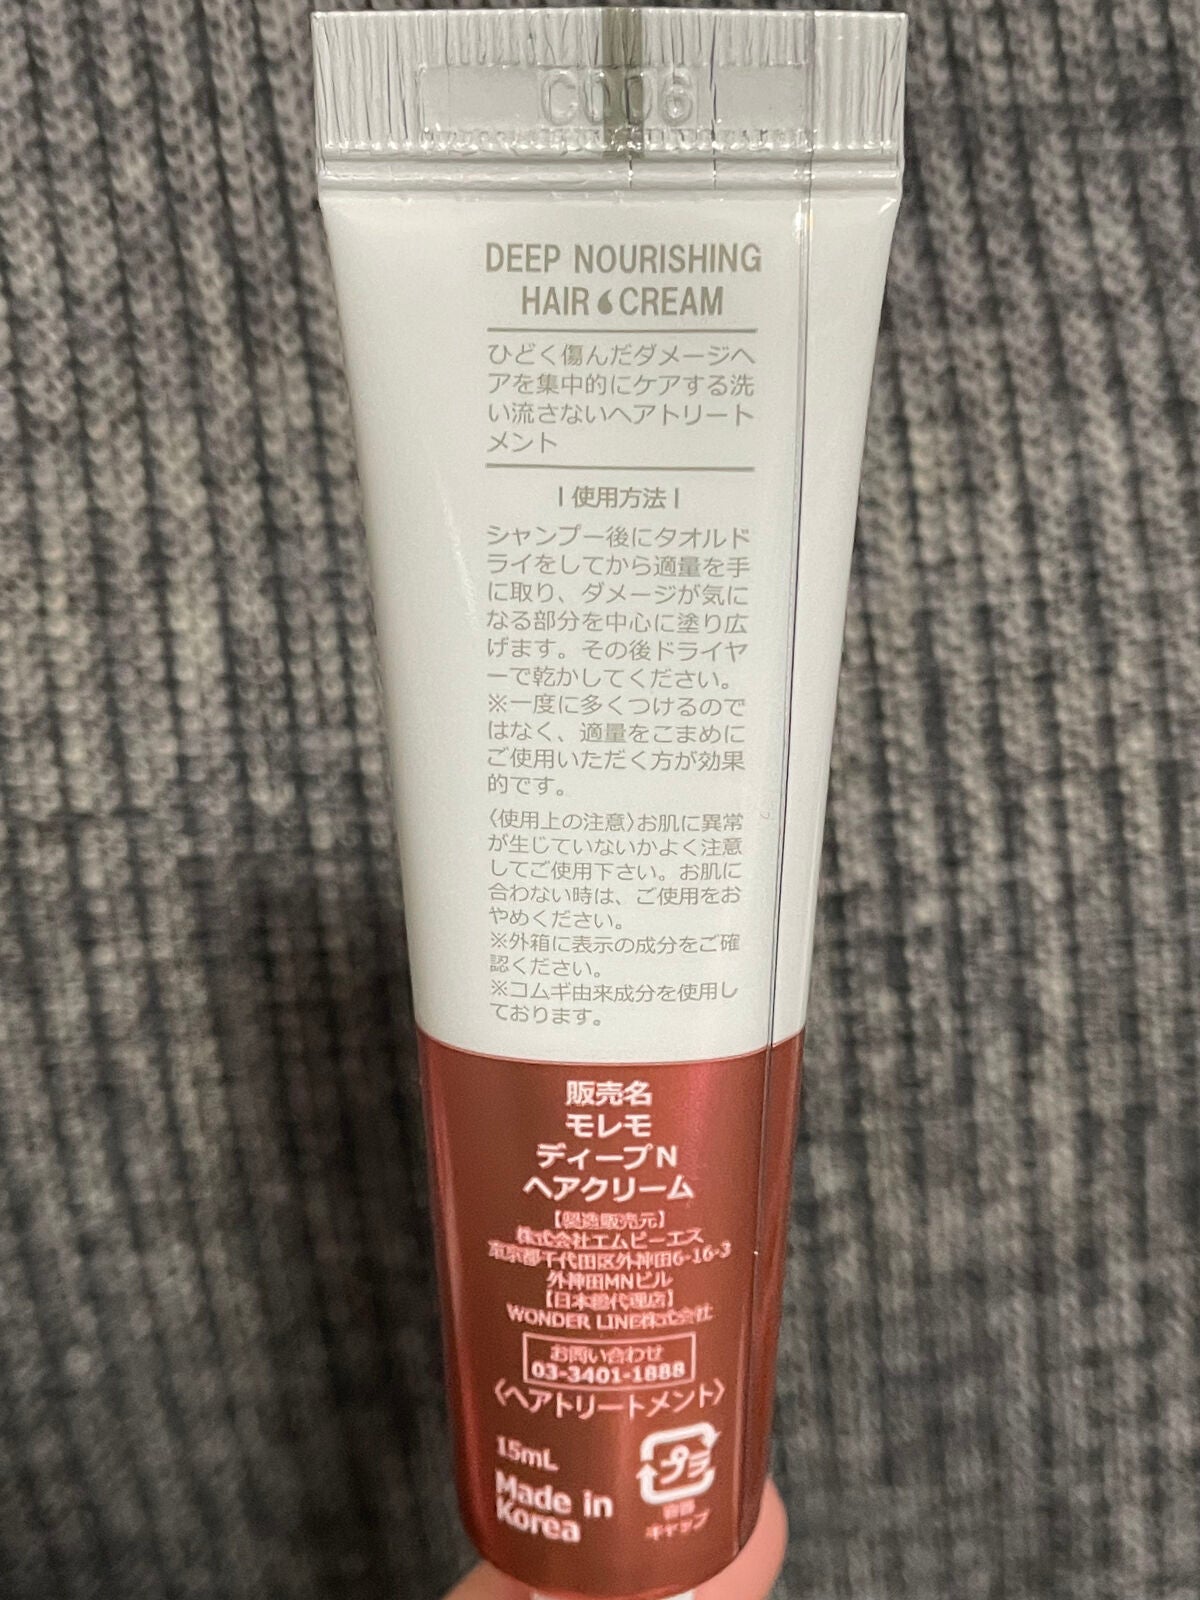 C006
DEEP NOURISHING
HAIR CREAM
ひどく傷んだダメージヘ
アを集中的にケアする洗
い流さないヘアトリート
メント
|使用方法|
シャンプー後にタオルド
ライをしてから適量を手
に取り、ダメージが気に
なる部分を中心に塗り広
げます。その後ドライヤ
ーで乾かしてください。
※一度に多くつけるので
はなく、適量をこまめに
ご使用いただく方が効果
的です。
〈使用上の注意〉お肌に異常
が生じていないかよく注意
してご使用下さい。お肌に
合わない時は、ご使用をお
やめください。
※外箱に表示の成分をご確
認ください。
※コムギ由来成分を使用し
ております。
販売名
モレモ
ディープN
ヘアクリーム
【製造販売元】
株式会社エムビーエス
東京都千代田区外神田6-16-3
外神田MNビル
【日本総代理店】
WONDER LINE株式会社
お問い合わせ
03-3401-1888
〈ヘアトリートメント〉
15mL
Made in
Korea
プラ
容器
キャップ